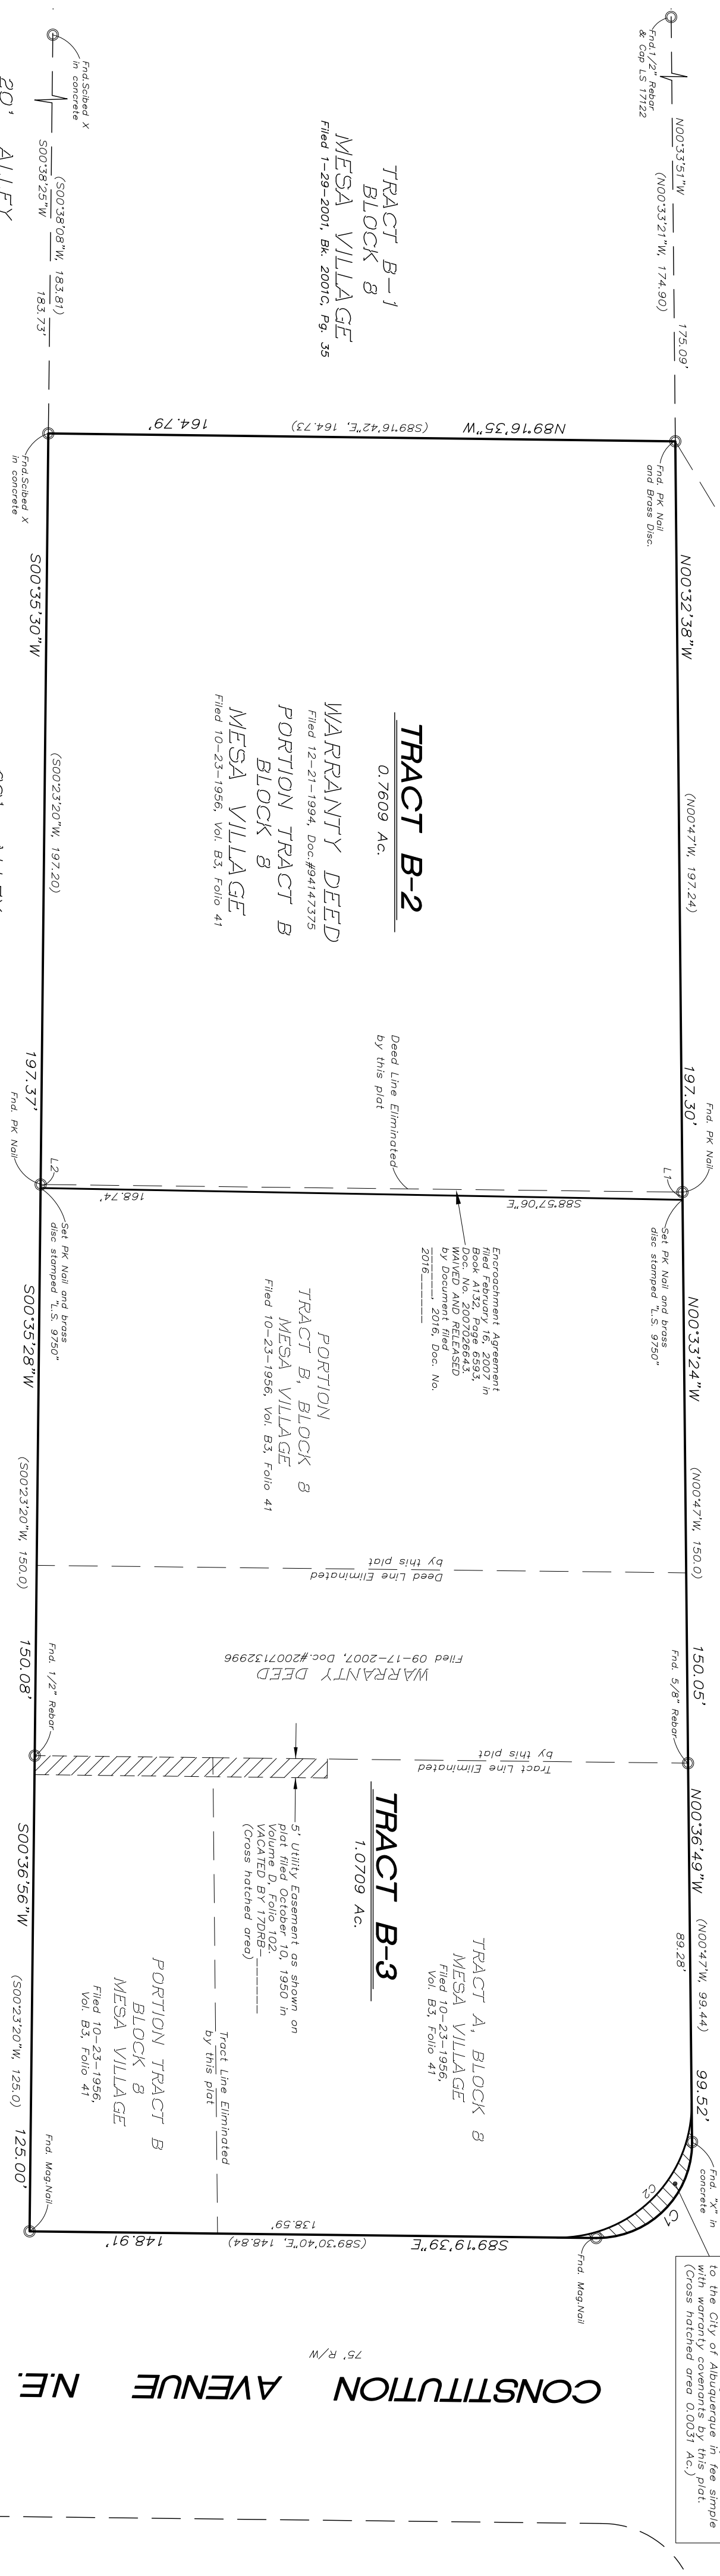 Fnd.1/2" Rebar
& Cap LS 17122
N00°33'51"W
175.09'
(N00°33'21"W, 174.90)
Fnd.Scibed X
in concrete
(S00°38'08"W, 183.81)
S00°38'25"W
183.73'
20' ALLEY
TRACT B-1
BLOCK 8
MESA VILLAGE
Filed 1-29-2001, Bk. 2001C, Pg. 35
N89°16'35"W
(S89°16'42"E, 164.73)
164.79'
Fnd. PK Nail
and Brass Disc.
Fnd.Scibed X
in concrete
N00°32'38"W
(N00°47'W, 197.24)
197.30'
Fnd. PK Nail
L1
Set PK Nail and brass
disc stamped "L.S. 9750"
TRACT B-2
0.7609 Ac.
WARRANTY DEED
Filed 12-21-1994, Doc.#94147375
PORTION TRACT B
BLOCK 8
MESA VILLAGE
Filed 10-23-1956, Vol. B3, Folio 41
Deed Line Eliminated
by this plat
S00°35'30"W
(S00°23'20"W, 197.20)
197.37'
Fnd. PK Nail
L2
Set PK Nail and brass
disc stamped "L.S. 9750"
S88°57'06"E
168.74'
Encroachment Agreement
filed February 16, 2007 in
Book A132, Page 6593,
Doc. No. 2007026643.
WAIVED AND RELEASED
by Document filed
______, 2016, Doc. No.
2016______
PORTION
TRACT B, BLOCK 8
MESA VILLAGE
Filed 10-23-1956, Vol. B3, Folio 41
N00°33'24"W
(N00°47'W, 150.0)
150.05'
Fnd. 5/8" Rebar
S00°35'28"W
(S00°23'20"W, 150.0)
150.08'
Fnd. 1/2" Rebar
Deed Line Eliminated
by this plat
WARRANTY DEED
Filed 09-17-2007, Doc.#2007132996
Tract Line Eliminated
by this plat
TRACT B-3
1.0709 Ac.
5' Utility Easement as shown on
plat filed October 10, 1950 in
Volume D, Folio 102.
VACATED BY 17DRB-______
(Cross hatched area)
TRACT A, BLOCK 8
MESA VILLAGE
Filed 10-23-1956,
Vol. B3, Folio 41
Tract Line Eliminated
by this plat
PORTION TRACT B
BLOCK 8
MESA VILLAGE
Filed 10-23-1956,
Vol. B3, Folio 41
N00°36'49"W
(N00°47'W, 99.44)
89.28'
99.52'
Fnd. "X" in
concrete
C1
C2
S00°36'56"W
(S00°23'20"W, 125.0)
125.00'
Fnd. Mag.Nail
S89°19'39"E
(S89°30'40"E, 148.84)
138.59'
148.91'
Fnd. Mag.Nail
to the City of Albuquerque in fee simple
with warranty covenants by this plat.
(Cross hatched area 0.0031 Ac.)
75' R/W
CONSTITUTION AVENUE N.E.